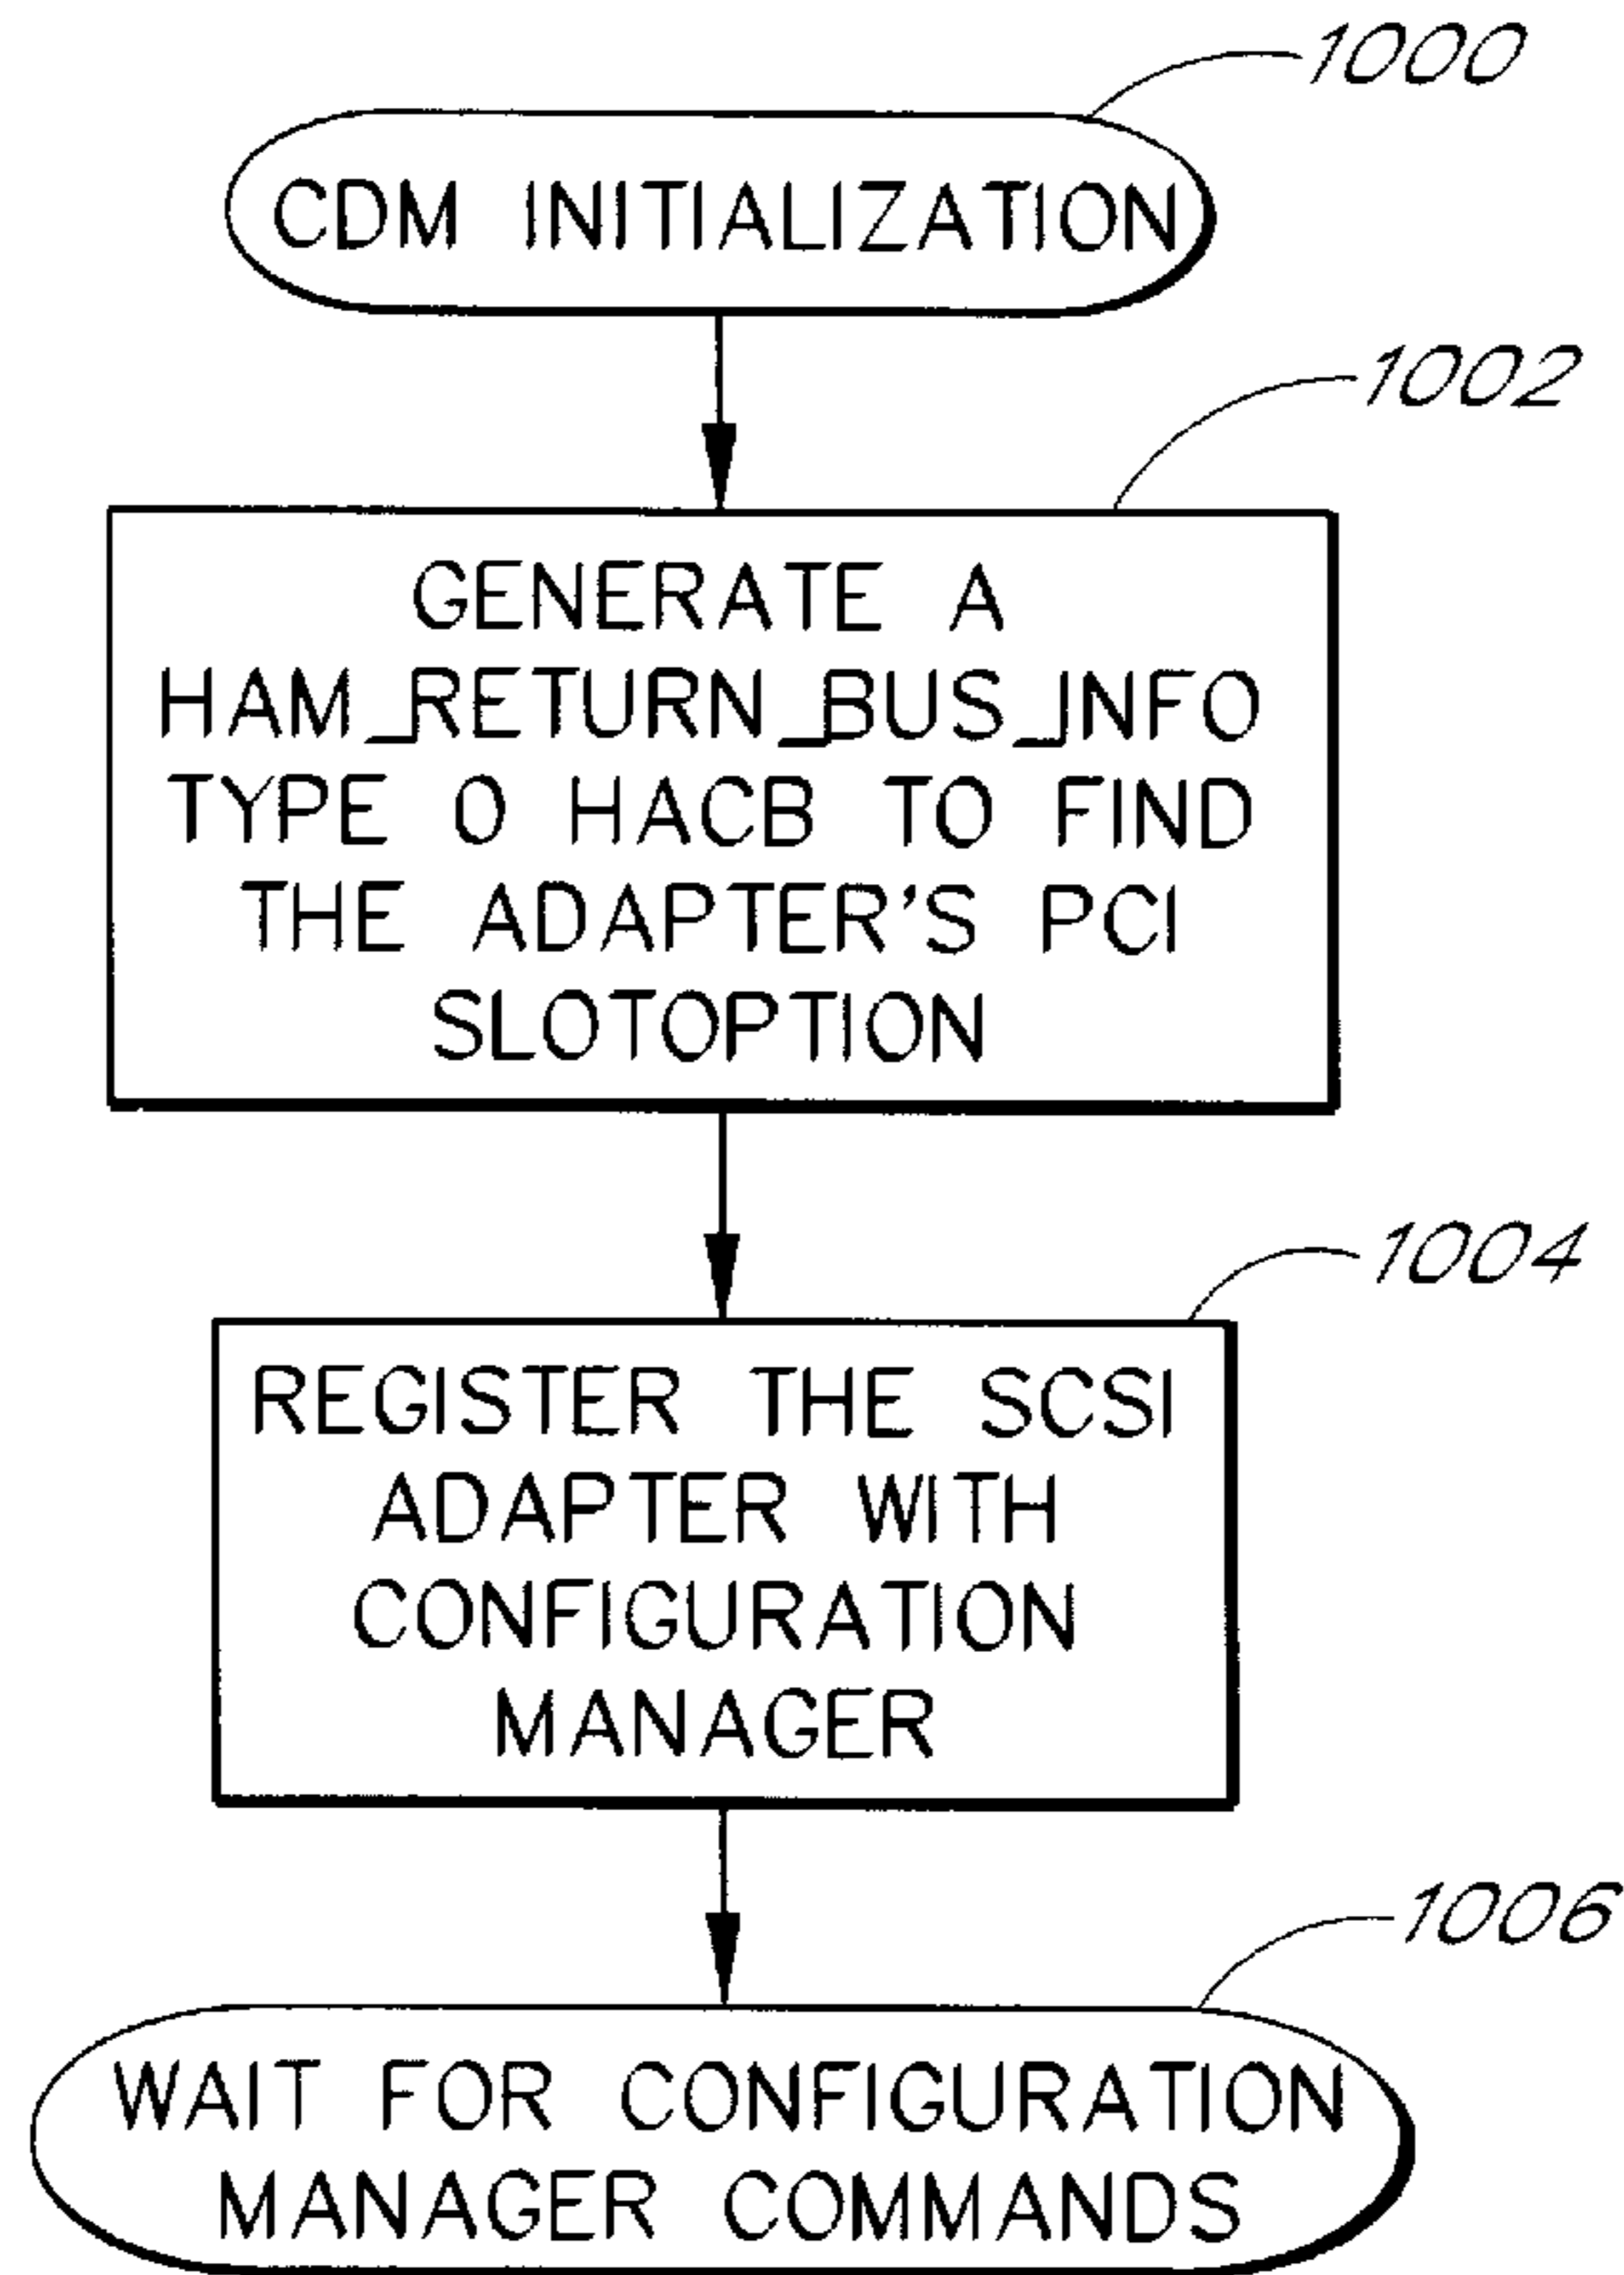 1000
CDM INITIALIZATION
1002
GENERATE A
HAM_RETURN_BUS_INFO
TYPE 0 HACB TO FIND
THE ADAPTER'S PCI
SLOTOPTION
1004
REGISTER THE SCSI
ADAPTER WITH
CONFIGURATION
MANAGER
1006
WAIT FOR CONFIGURATION
MANAGER COMMANDS